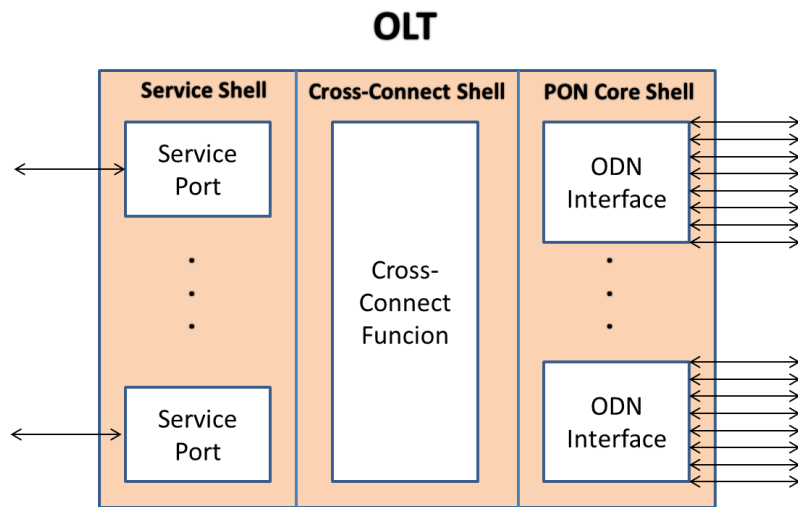 OLT
Service Shell
Cross-Connect Shell
PON Core Shell
Service
Port
Service
Port
Cross-
Connect
Funcion
ODN
Interface
ODN
Interface